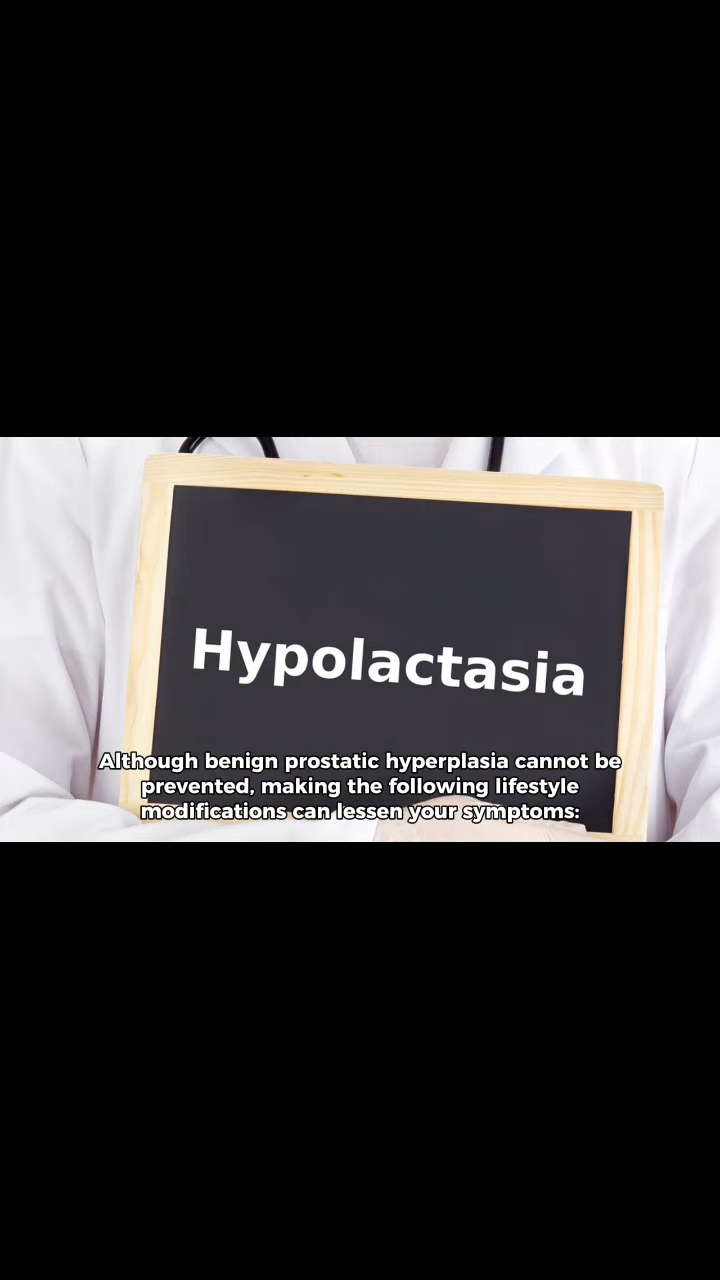 Hypolactasia
Although benign prostatic hyperplasia cannot be
prevented, making the following lifestyle
modifications can lessen your symptoms: